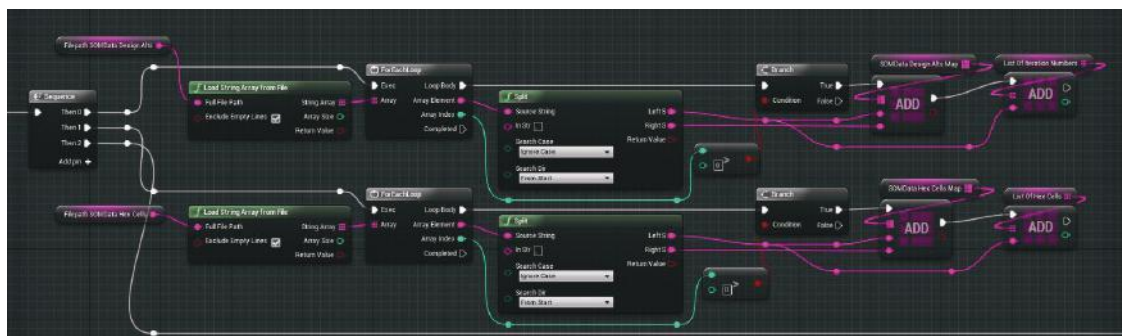 Filepath SOMData Design Alts
Sequence
Then 0
Then 1
Then 2
Add pin +
Load String Array from File
Full File Path
String Array
Exclude Empty Lines
Array Size
Return Value
ForEachLoop
Exec
Loop Body
Array
Array Element
Array Index
Completed
Split
Source String
Left S
In Str
Right S
Return Value
Search Case
Ignore Case
Search Dir
From Start
Branch
True
Condition
False
0
>
SOMData Design Alts Map
ADD
List Of Iteration Numbers
ADD
Filepath SOMData Hex Cells
Load String Array from File
Full File Path
String Array
Exclude Empty Lines
Array Size
Return Value
ForEachLoop
Exec
Loop Body
Array
Array Element
Array Index
Completed
Split
Source String
Left S
In Str
Right S
Return Value
Search Case
Ignore Case
Search Dir
From Start
Branch
True
Condition
False
0
>
SOMData Hex Cells Map
ADD
List Of Hex Cells
ADD